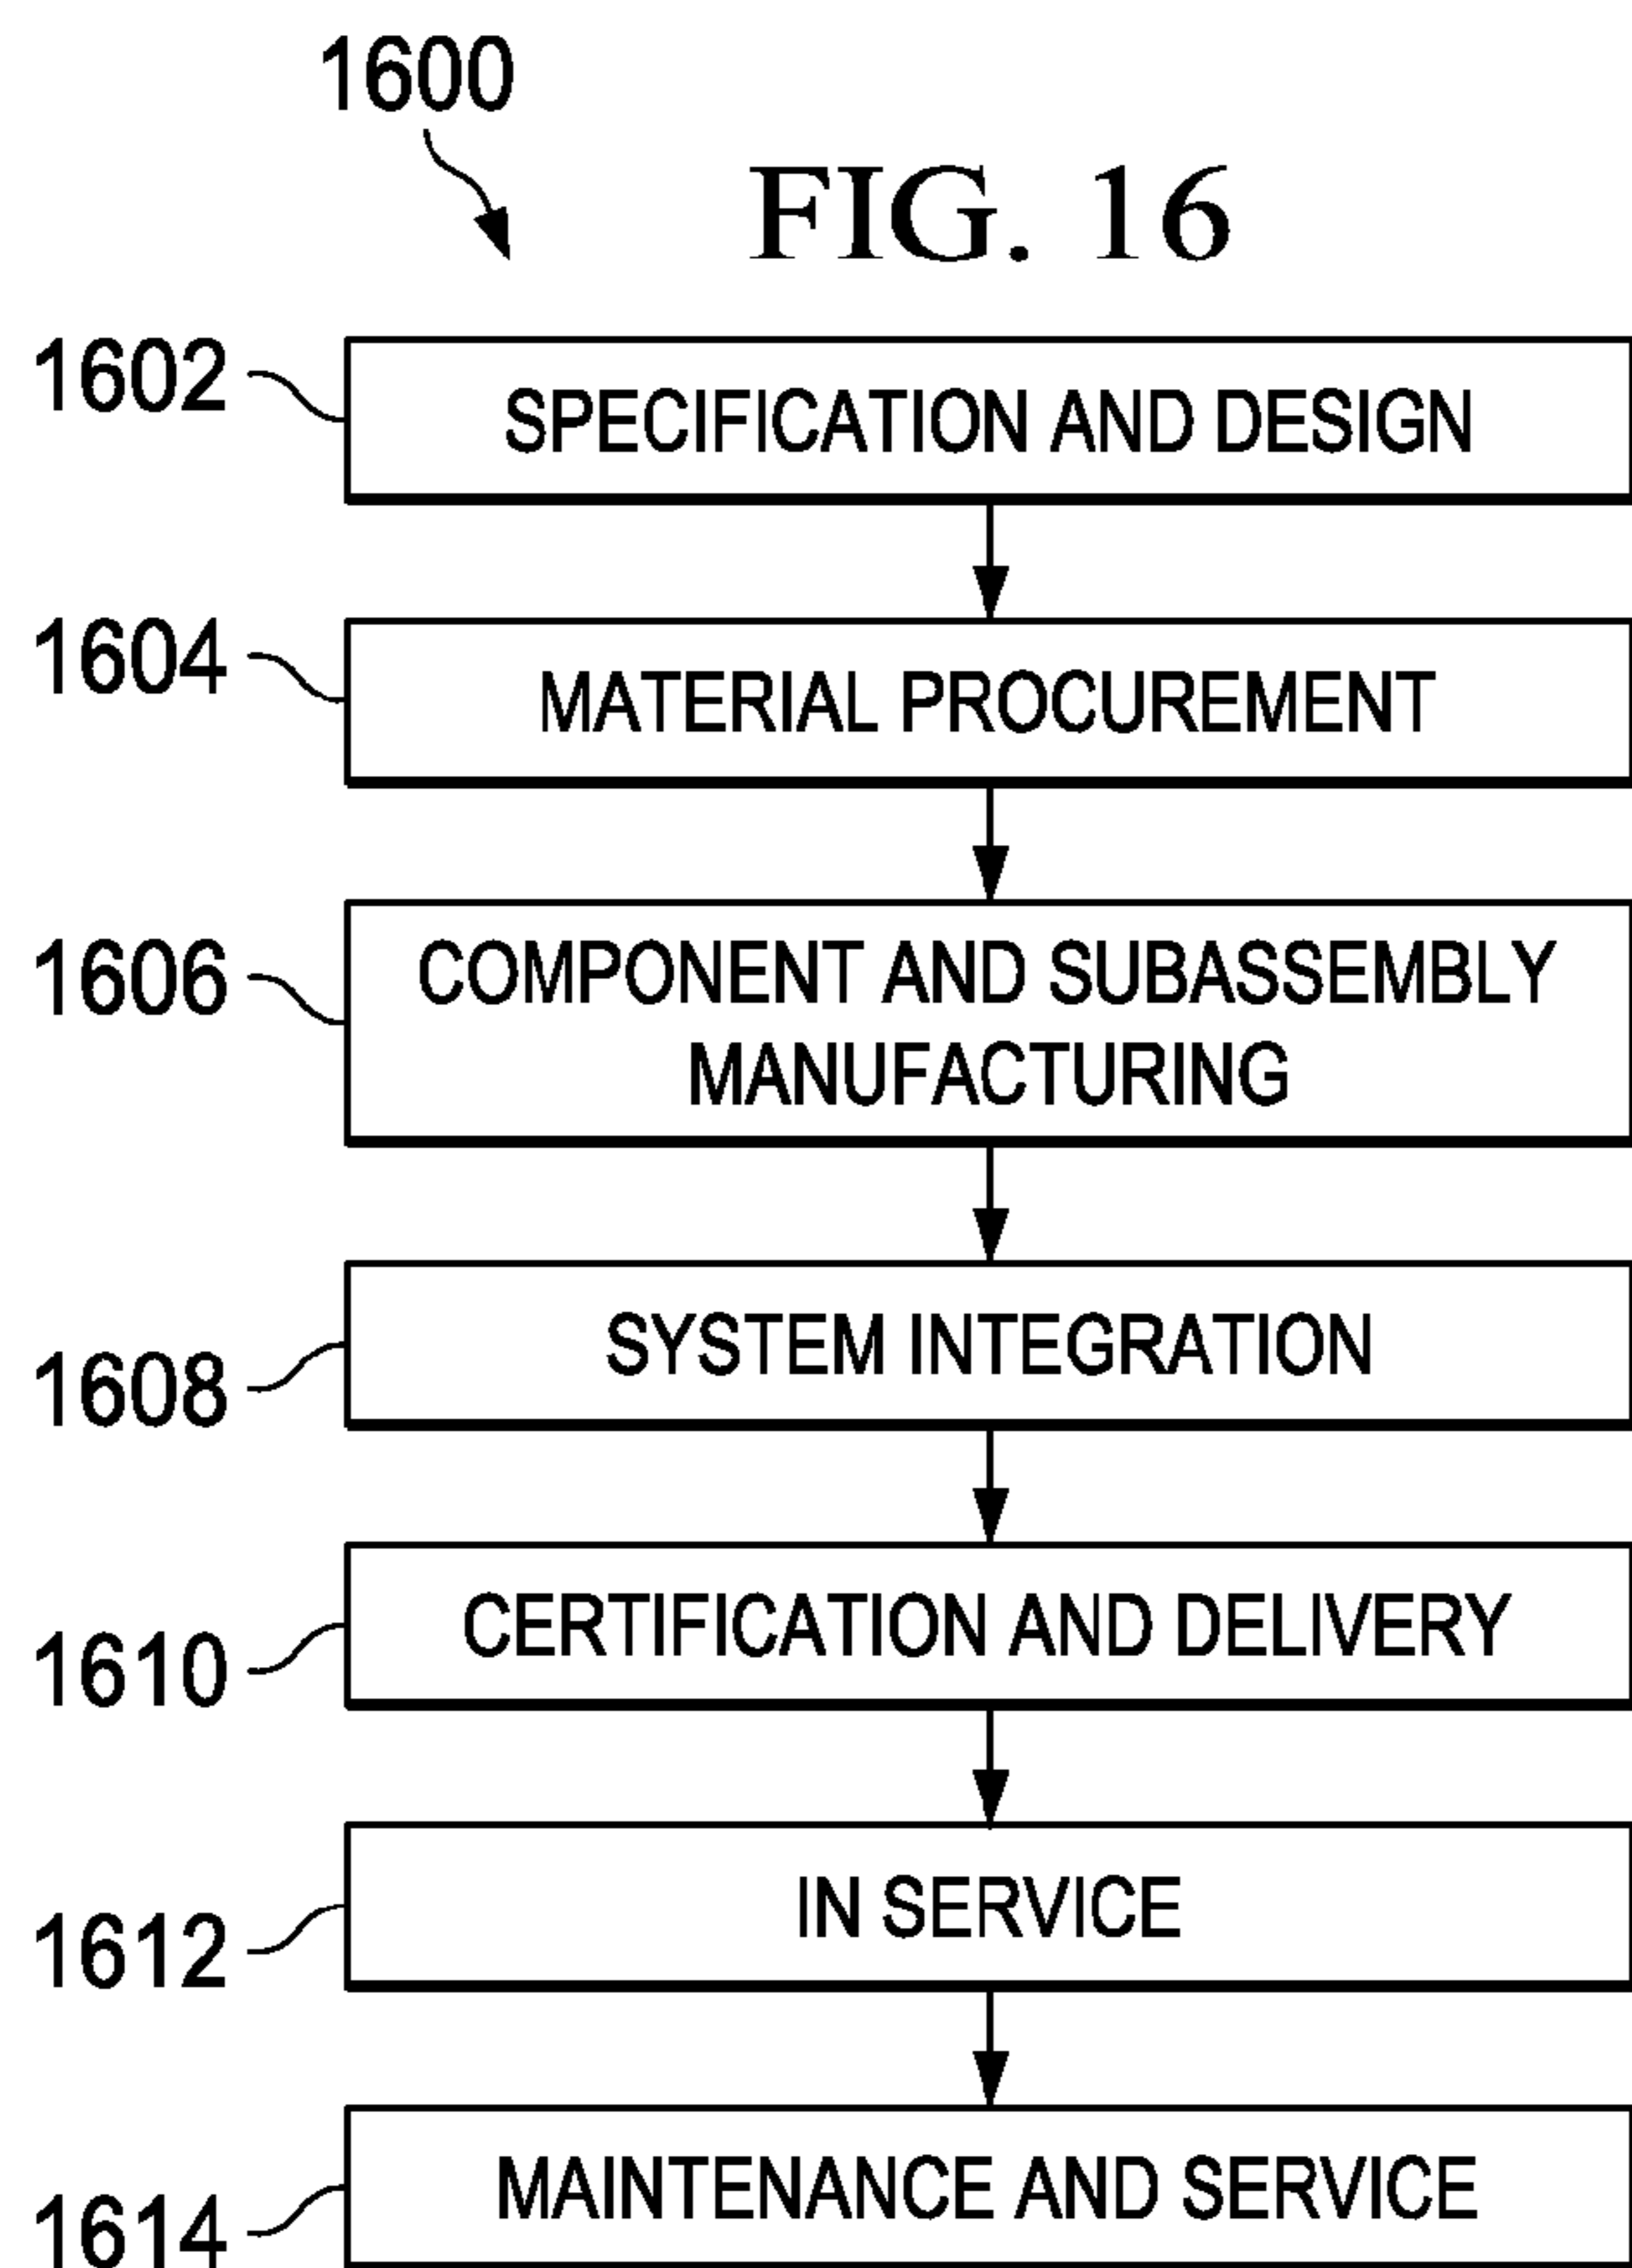 1600
FIG. 16
1602
SPECIFICATION AND DESIGN
1604
MATERIAL PROCUREMENT
1606
COMPONENT AND SUBASSEMBLY
MANUFACTURING
1608
SYSTEM INTEGRATION
1610
CERTIFICATION AND DELIVERY
1612
IN SERVICE
1614
MAINTENANCE AND SERVICE